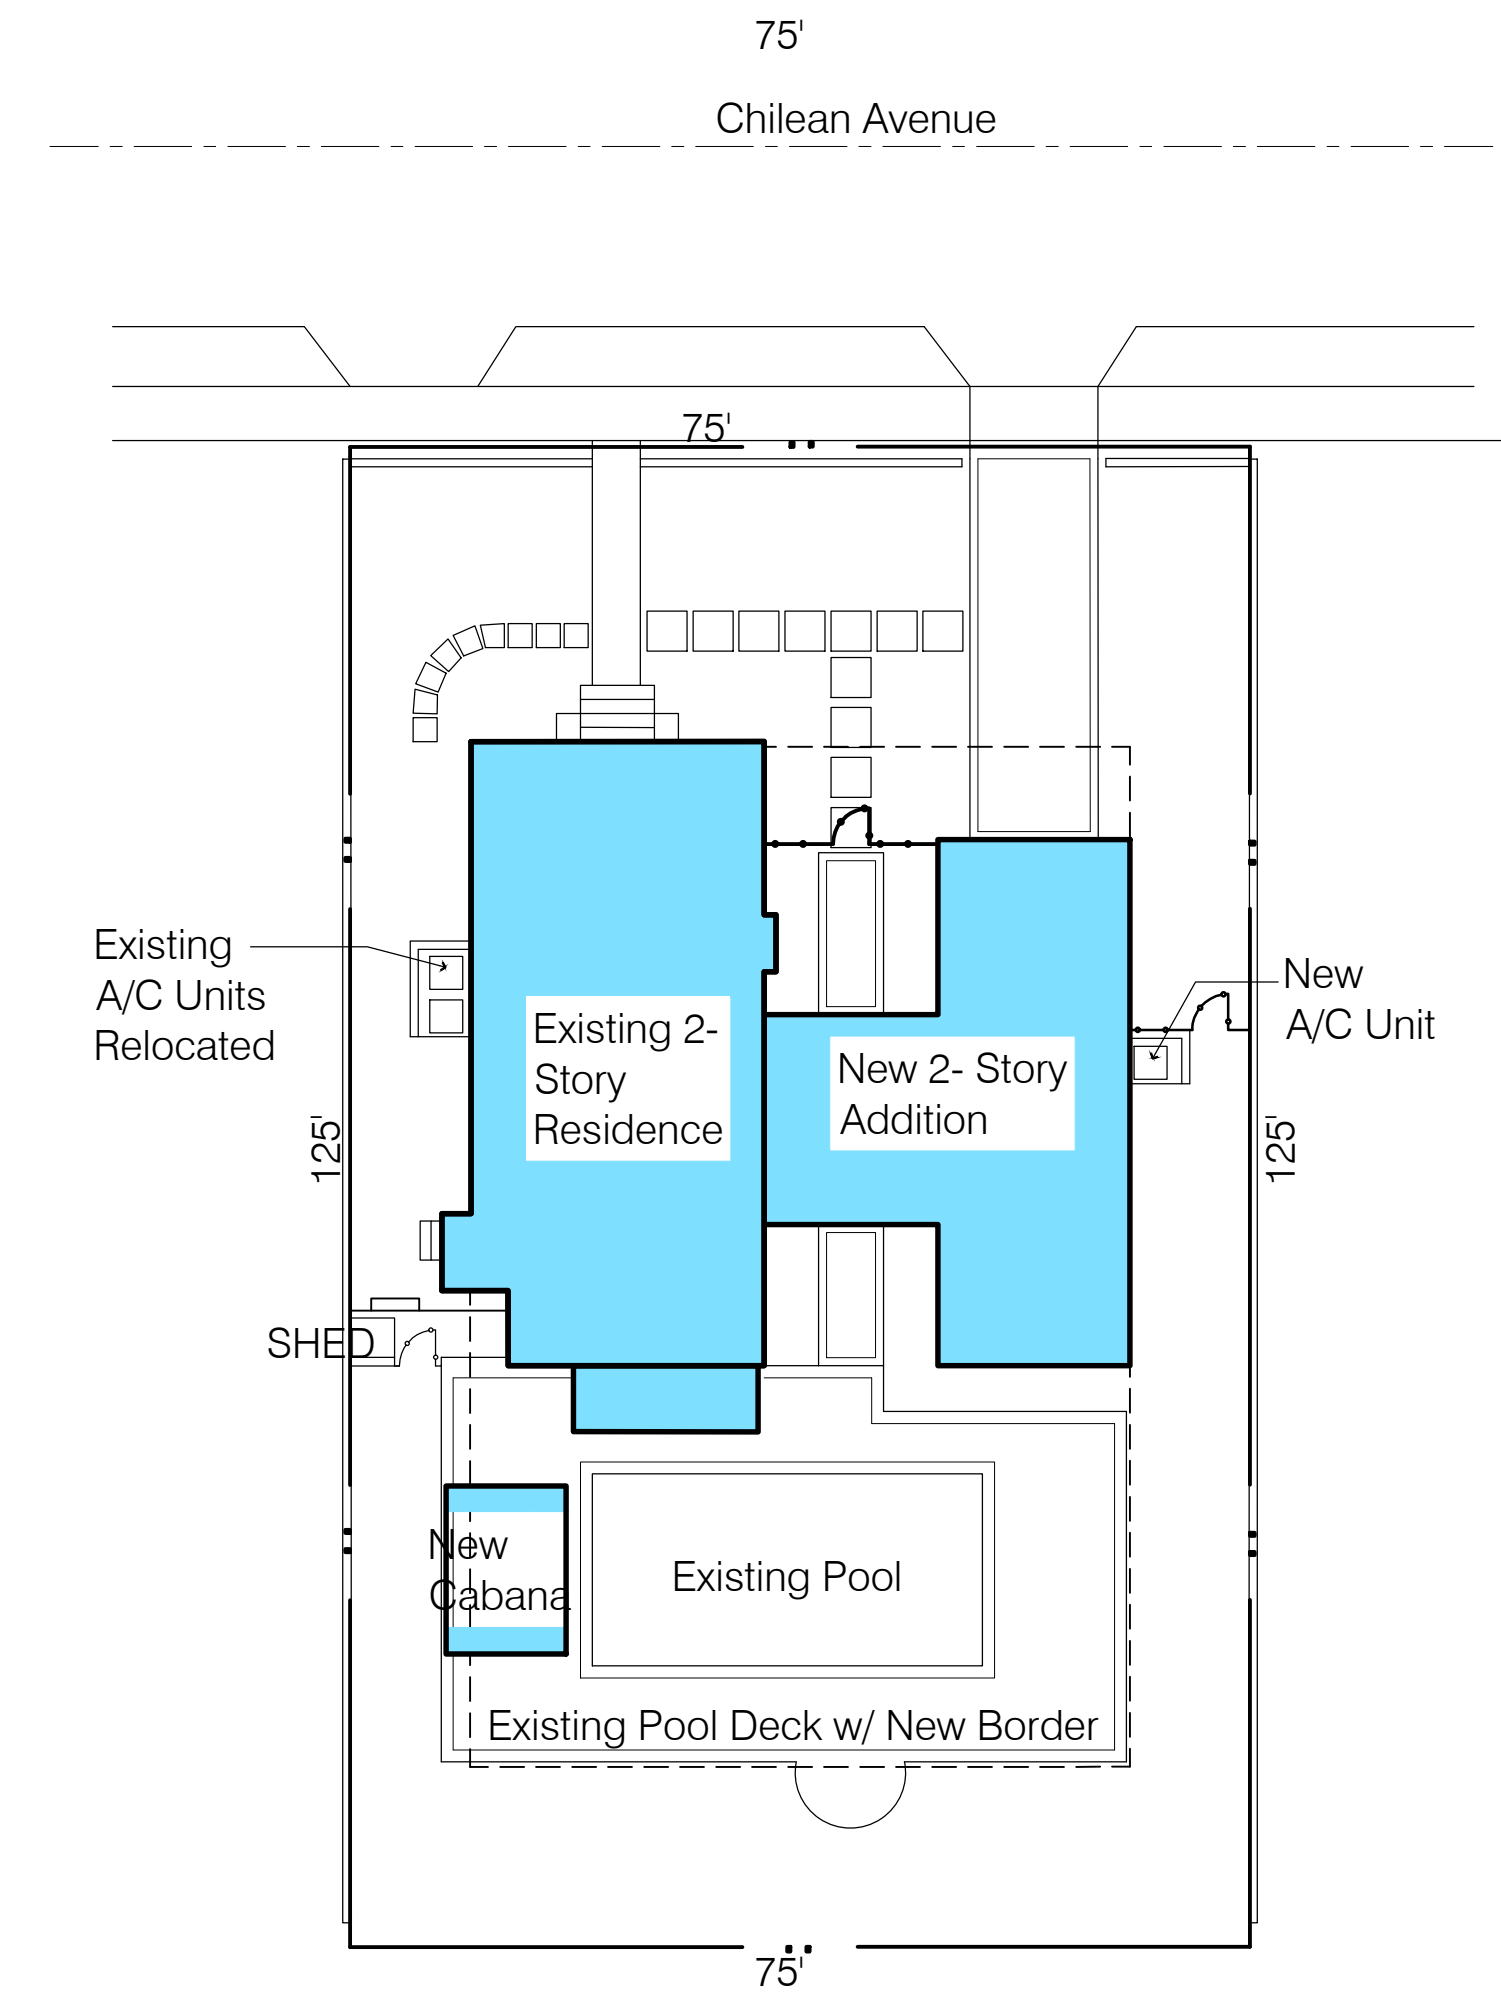 75'
Chilean Avenue
75'
Existing
A/C Units
Relocated
Existing 2-
Story
Residence
New 2- Story
Addition
New
A/C Unit
125'
125'
SHED
New
Cabana
Existing Pool
Existing Pool Deck w/ New Border
75'